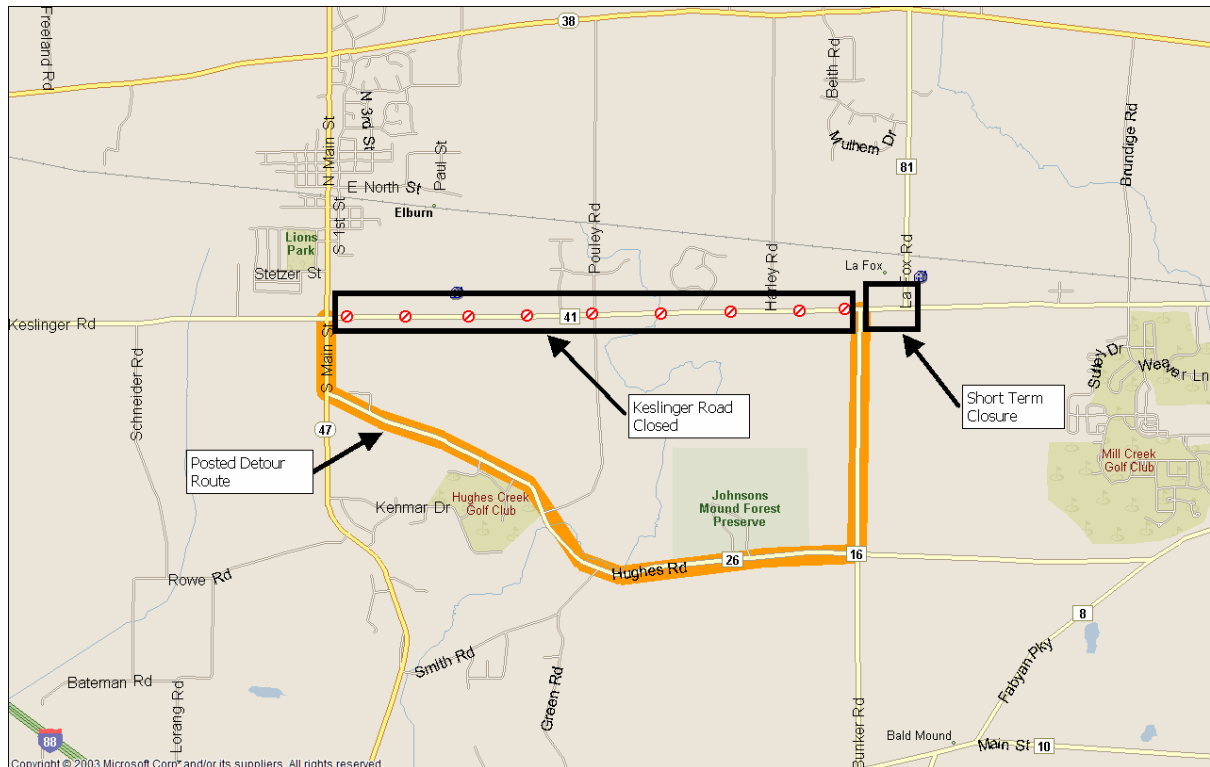 Freeland Rd
38
N 3rd St
N Main St
Paul St
Beith Rd
Mulhern Dr
81
Brundige Rd
E North St
Elburn
S 1st St
Lions
Park
Stetzer St
Pouley Rd
Harley Rd
La Fox
La Fox Rd
Keslinger Rd
41
S Main St
Schneider Rd
Keslinger Road
Closed
Short Term
Closure
Weaver Ln
47
Posted Detour
Route
Mill Creek
Golf Club
Kenmar Dr
Hughes Creek
Golf Club
Johnsons
Mound Forest
Preserve
26
16
Hughes Rd
Rowe Rd
8
Fabyan Pky
Smith Rd
Green Rd
Bateman Rd
Lorang Rd
88
Bunker Rd
Bald Mound
Main St
10
Copyright © 2003 Microsoft Corp. and/or its suppliers. All rights reserved.